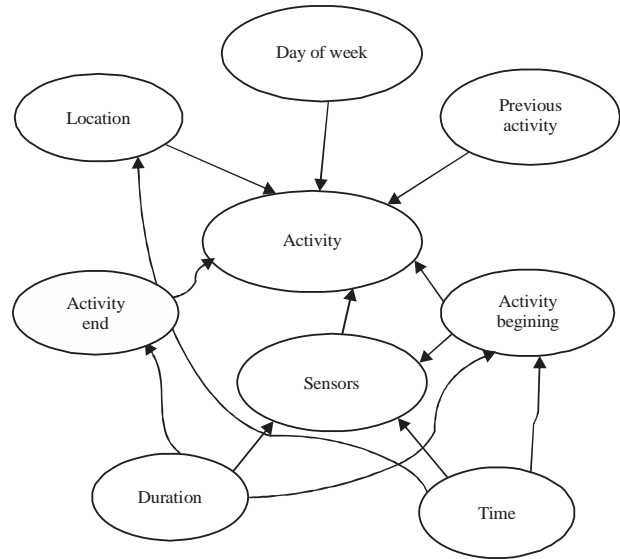 Day of week
Location
Previous
activity
Activity
Activity
end
Activity
begining
Sensors
Duration
Time